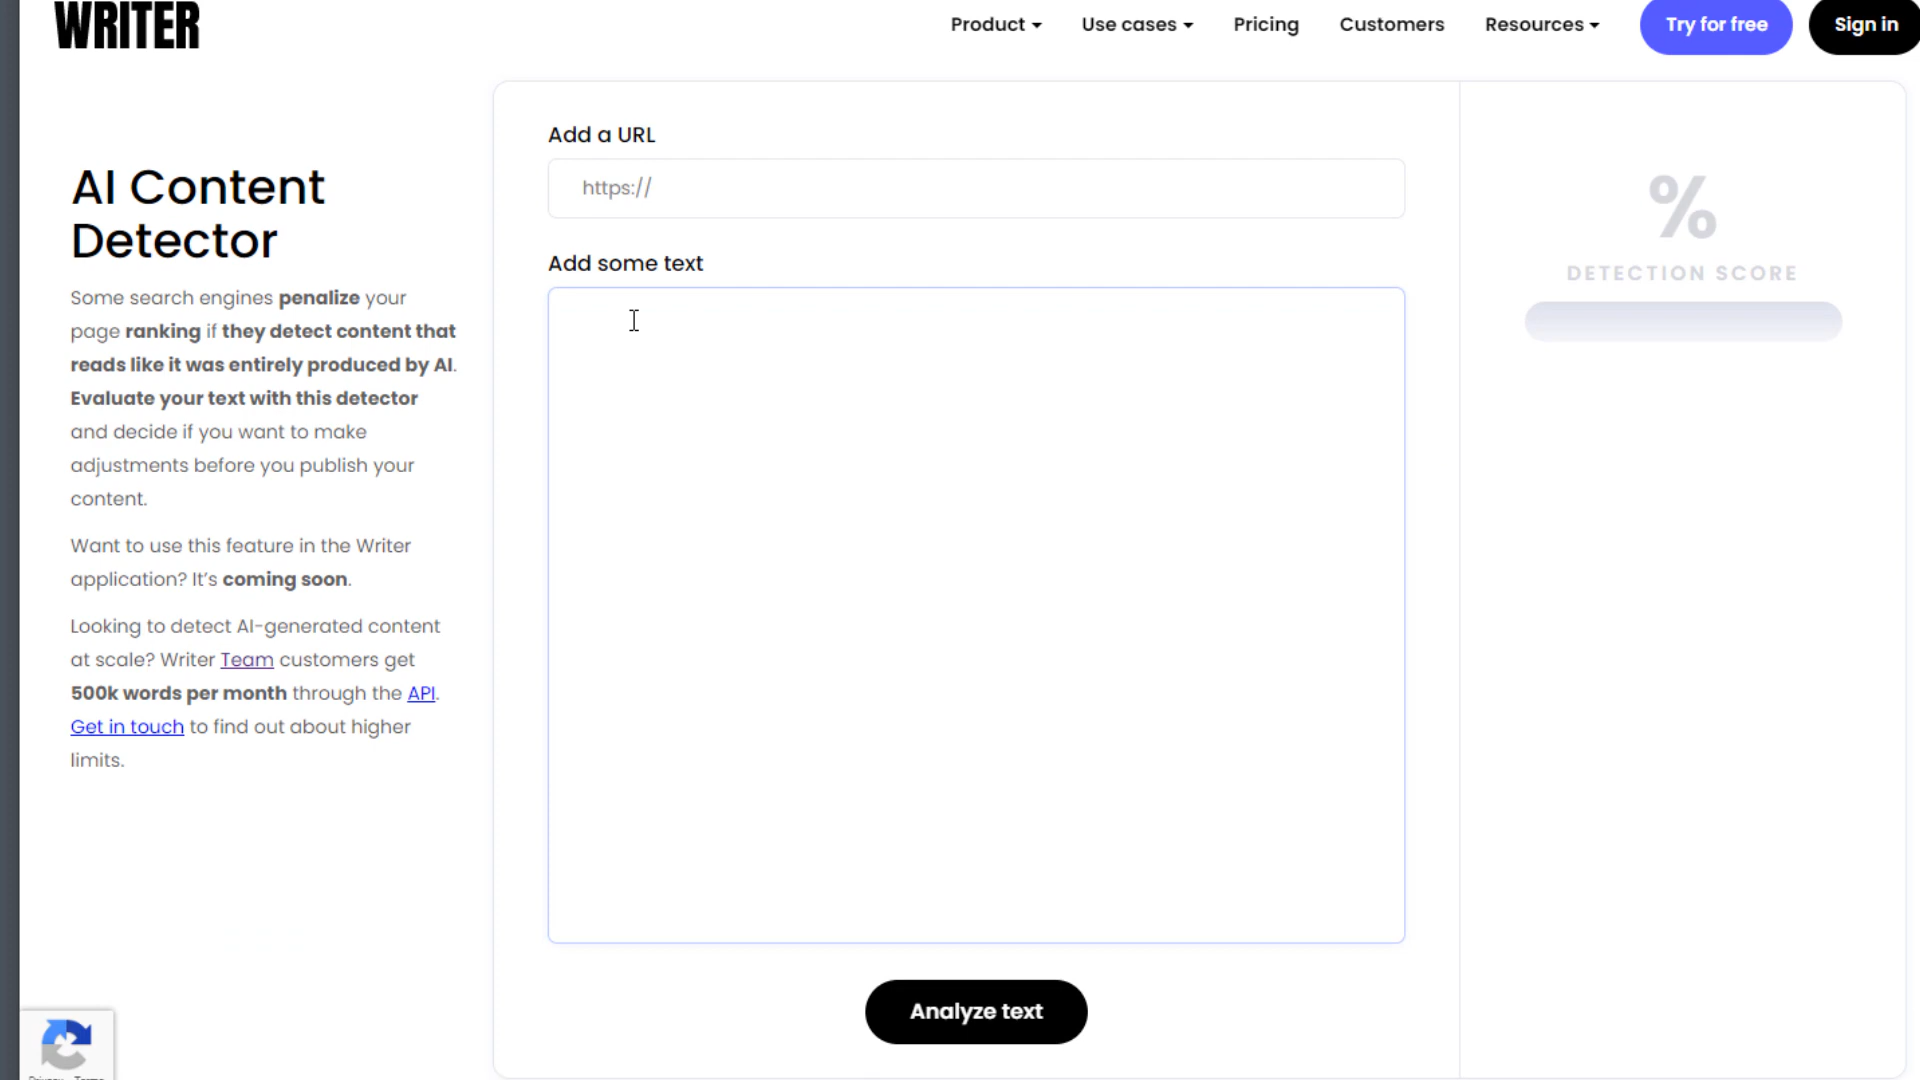 WRITER
Product
Use cases
Pricing
Customers
Resources
Try for free
Sign in
AI Content
Detector
Some search engines penalize your
page ranking if they detect content that
reads like it was entirely produced by AI.
Evaluate your text with this detector
and decide if you want to make
adjustments before you publish your
content.
Want to use this feature in the Writer
application? It's coming soon.
Looking to detect AI-generated content
at scale? Writer Team customers get
500k words per month through the API.
Get in touch to find out about higher
limits.
Add a URL
https://
Add some text
Analyze text
%
DETECTION SCORE